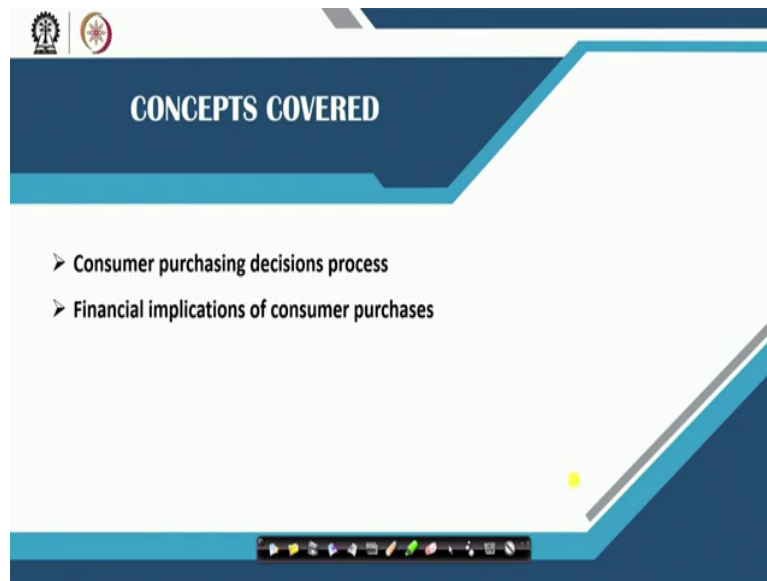 CONCEPTS COVERED
➤ Consumer purchasing decisions process
➤ Financial implications of consumer purchases